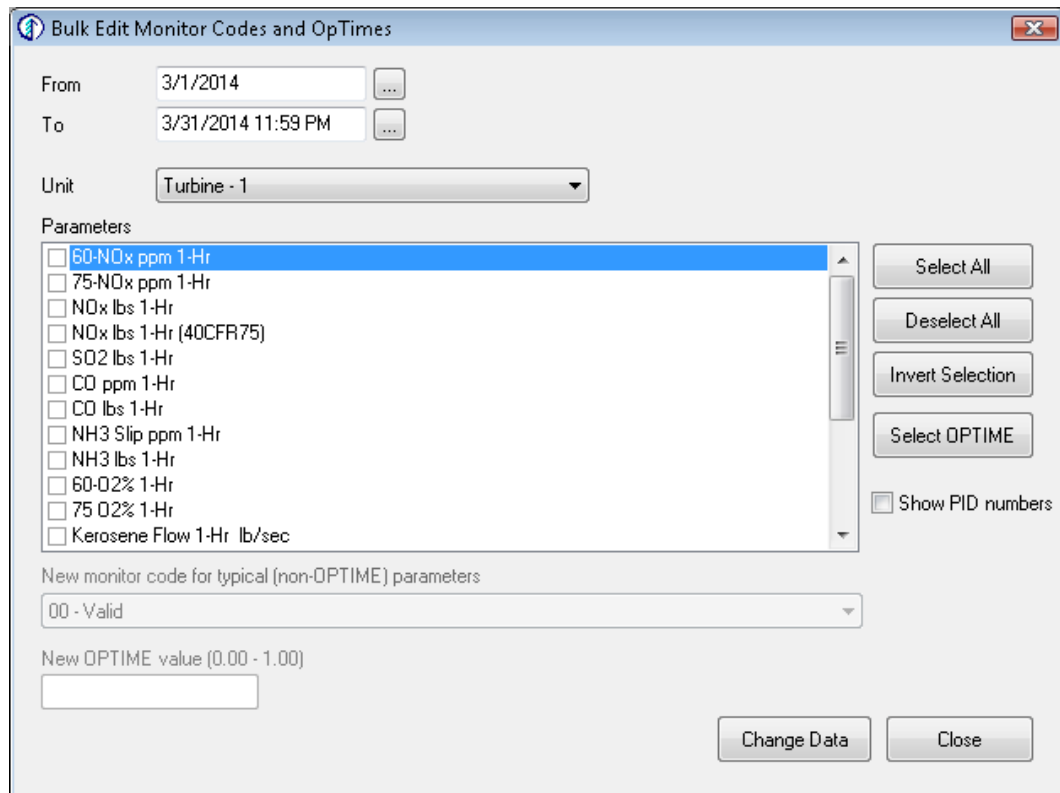 Bulk Edit Monitor Codes and OpTimes
From 3/1/2014 ...
To 3/31/2014 11:59 PM ...
Unit Turbine - 1
Parameters
60-NOx ppm 1-Hr
75-NOx ppm 1-Hr
NOx lbs 1-Hr
NOx lbs 1-Hr (40CFR75)
SO2 lbs 1-Hr
CO ppm 1-Hr
CO lbs 1-Hr
NH3 Slip ppm 1-Hr
NH3 lbs 1-Hr
60-O2% 1-Hr
75 O2% 1-Hr
Kerosene Flow 1-Hr lb/sec
Select All
Deselect All
Invert Selection
Select OPTIME
Show PID numbers
New monitor code for typical (non-OPTIME) parameters
00 - Valid
New OPTIME value (0.00 - 1.00)
Change Data Close